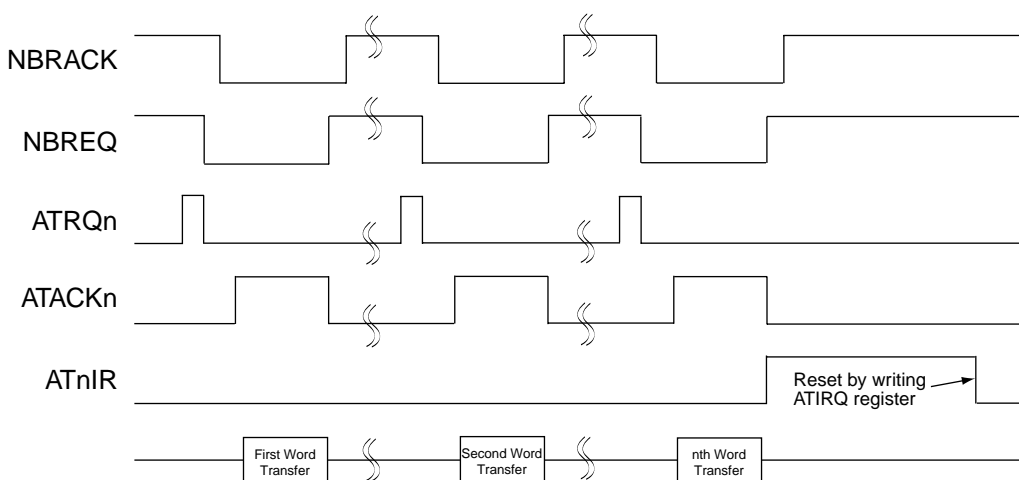 NBRACK
NBREQ
ATRQn
ATACKn
ATnIR
Reset by writing
ATIRQ register
First Word
Transfer
Second Word
Transfer
nth Word
Transfer